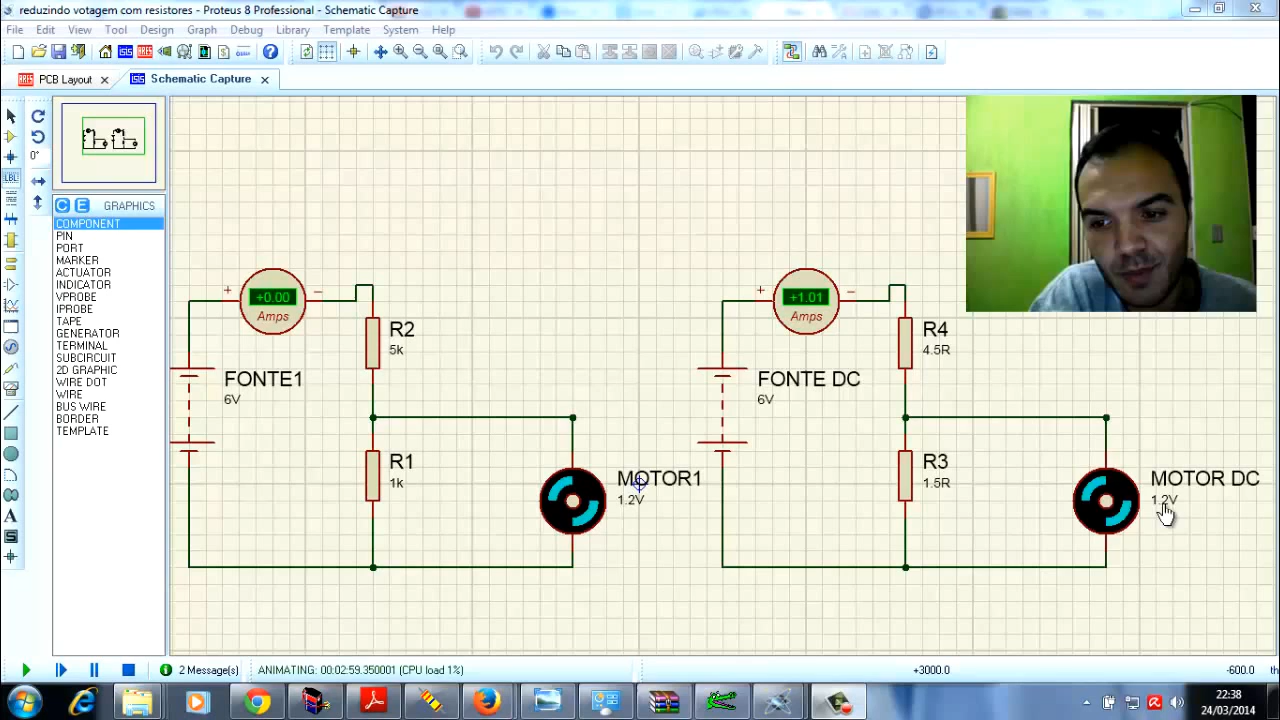 reduzindo votagem com resistores - Proteus 8 Professional - Schematic Capture
File Edit View Tool Design Graph Debug Library Template System Help
PCB Layout
Schematic Capture
0°
LBL
C E GRAPHICS
COMPONENT
PIN
PORT
MARKER
ACTUATOR
INDICATOR
VPROBE
IPROBE
TAPE
GENERATOR
TERMINAL
SUBCIRCUIT
2D GRAPHIC
WIRE DOT
WIRE
BUS WIRE
BORDER
TEMPLATE
A
S
+ +0.00 −
Amps
R2
5k
FONTE1
6V
R1
1k
MOTOR1
1.2V
+ +1.01 −
Amps
R4
4.5R
FONTE DC
6V
R3
1.5R
MOTOR DC
1.2V
2 Message(s)
ANIMATING: 00:02:59.350001 (CPU load 1%)
+3000.0
-600.0
th
22:38
24/03/2014